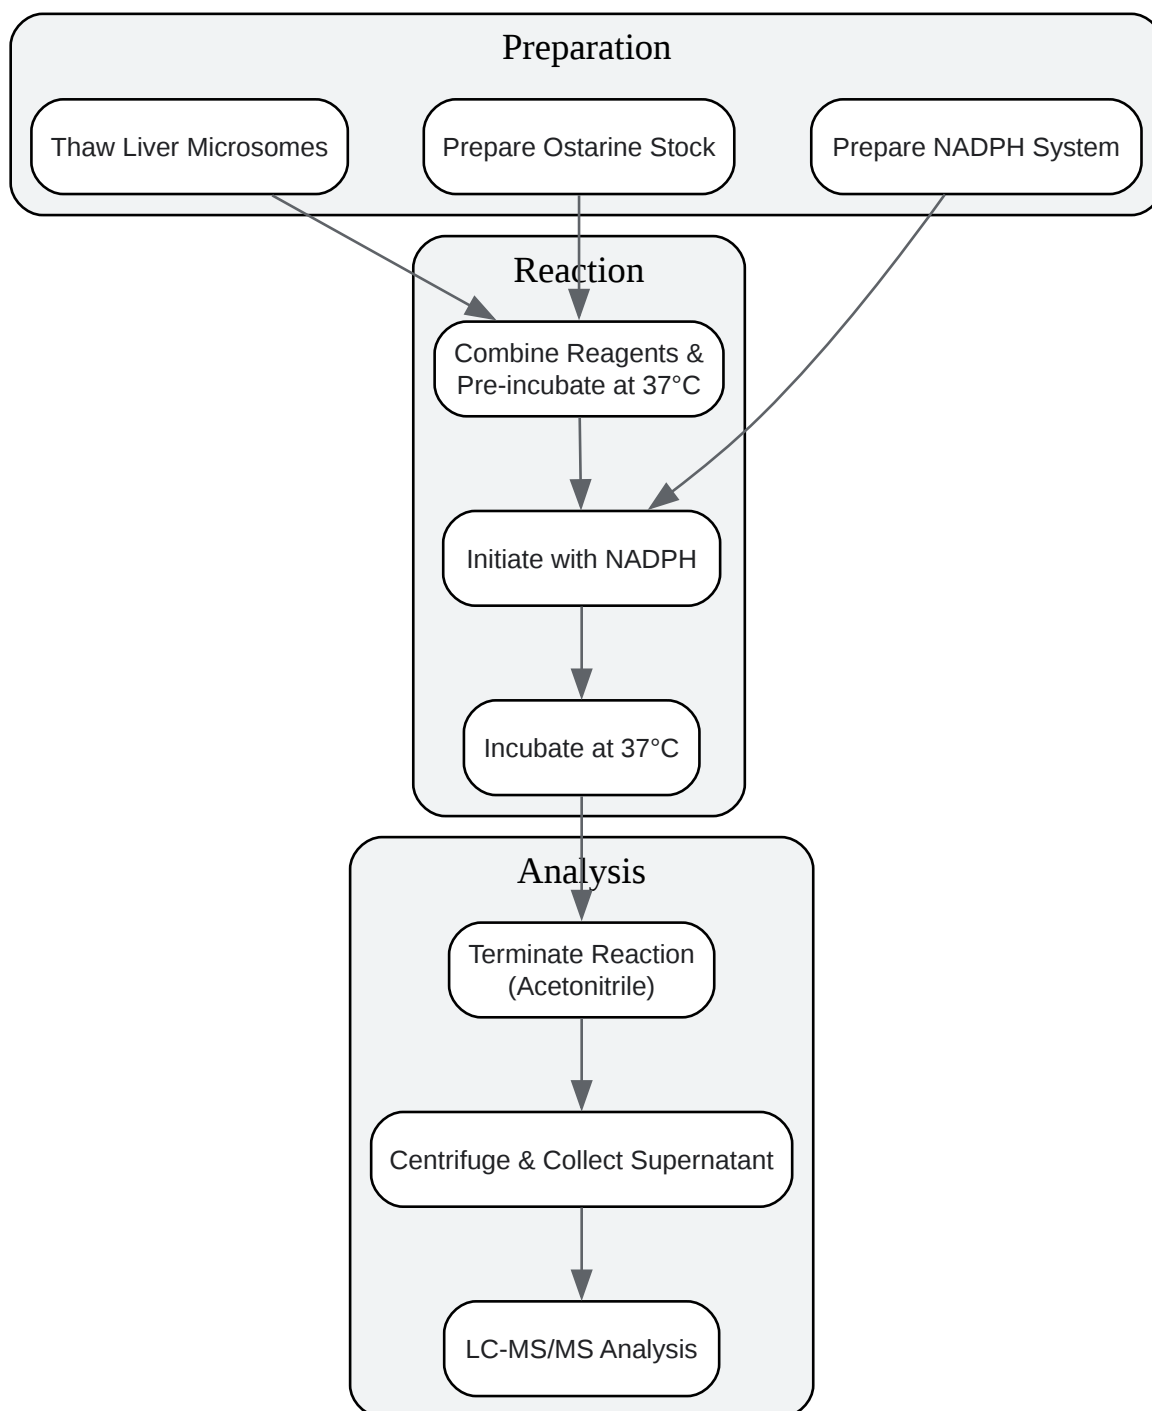 Preparation
Thaw Liver Microsomes
Prepare Ostarine Stock
Prepare NADPH System
Reaction
Combine Reagents &
Pre-incubate at 37°C
Initiate with NADPH
Incubate at 37°C
Analysis
Terminate Reaction
(Acetonitrile)
Centrifuge & Collect Supernatant
LC-MS/MS Analysis